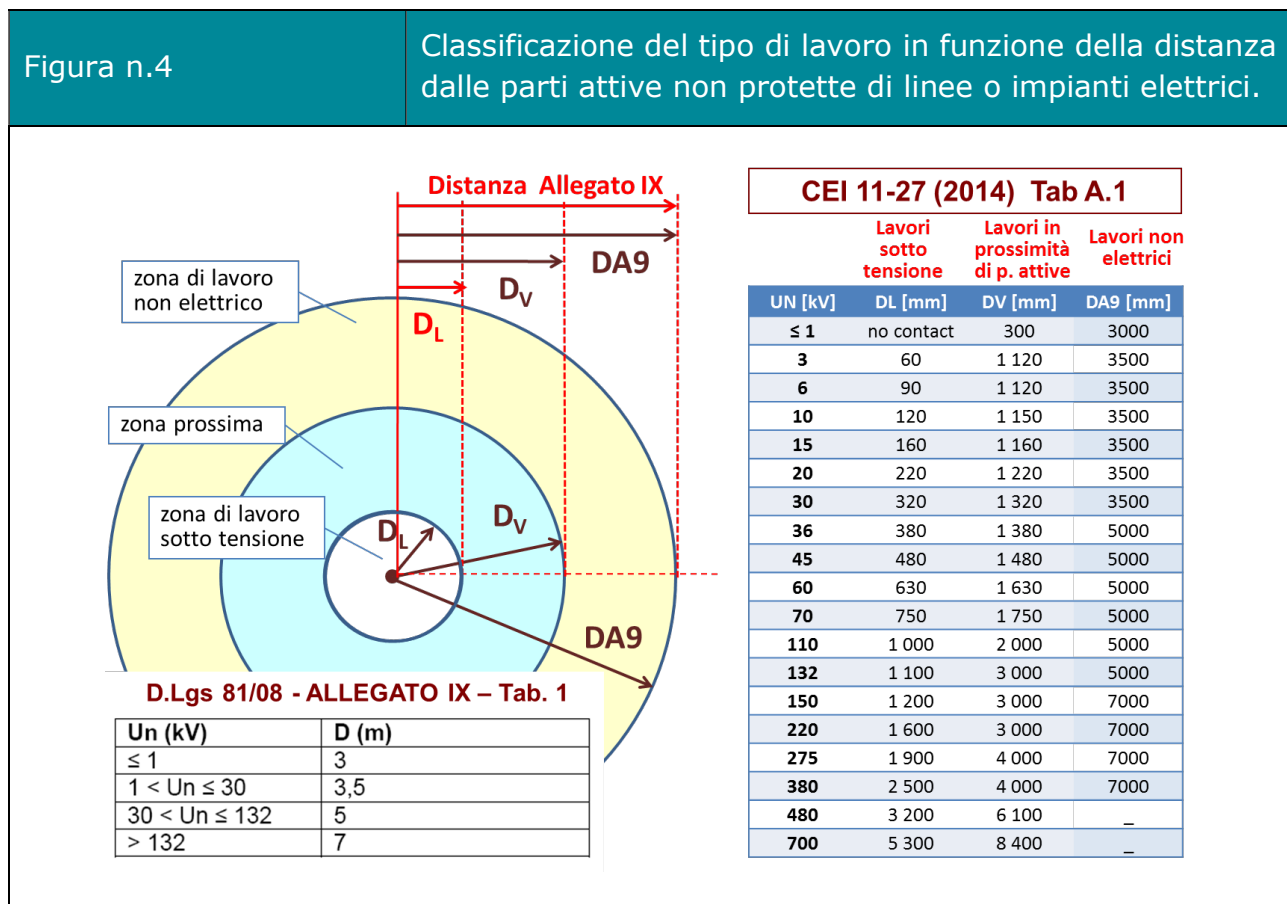 Figura n.4
Classificazione del tipo di lavoro in funzione della distanza
dalle parti attive non protette di linee o impianti elettrici.
Distanza Allegato IX
DA9
DV
DL
zona di lavoro
non elettrico
zona prossima
zona di lavoro
sotto tensione
DL
DV
DA9
D.Lgs 81/08 - ALLEGATO IX – Tab. 1
Un (kV) D (m)
≤ 1 3
1 < Un ≤ 30 3,5
30 < Un ≤ 132 5
> 132 7
CEI 11-27 (2014) Tab A.1
Lavori
sotto
tensione
Lavori in
prossimità
di p. attive
Lavori non
elettrici
UN [kV] DL [mm] DV [mm] DA9 [mm]
≤ 1 no contact 300 3000
3 60 1 120 3500
6 90 1 120 3500
10 120 1 150 3500
15 160 1 160 3500
20 220 1 220 3500
30 320 1 320 3500
36 380 1 380 5000
45 480 1 480 5000
60 630 1 630 5000
70 750 1 750 5000
110 1 000 2 000 5000
132 1 100 3 000 5000
150 1 200 3 000 7000
220 1 600 3 000 7000
275 1 900 4 000 7000
380 2 500 4 000 7000
480 3 200 6 100 _
700 5 300 8 400 _